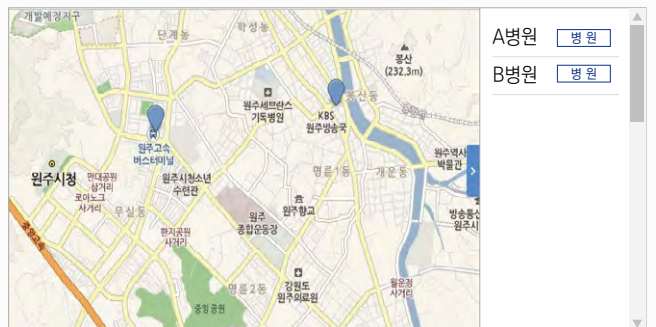 개발예정지구
단계동
학성동
봉산
(232.3m)
원주세브란스
기독병원
봉산동
KBS
원주방송국
원주고속
버스터미널
원주역사
박물관
원주시청
만대공원
삼거리
로아노그
사거리
원주시청소년
수련관
명륜1동
개운동
무실동
원주
종합운동장
원주향교
방송통신
원주시
한지공원
사거리
중앙고속
명륜2동
강원도
원주의료원
월운정
사거리
중앙공원
A병원 병원
B병원 병원